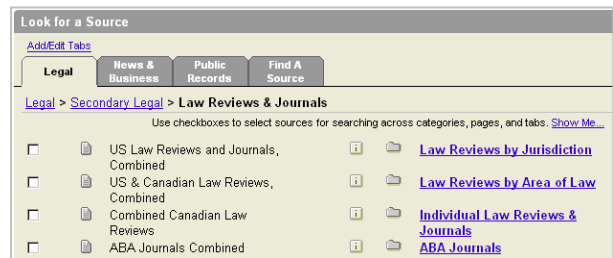 Look for a Source
Add/Edit Tabs
Legal
News & Business
Public Records
Find A Source
Legal > Secondary Legal > Law Reviews & Journals
Use checkboxes to select sources for searching across categories, pages, and tabs. Show Me...
US Law Reviews and Journals,
Combined
Law Reviews by Jurisdiction
US & Canadian Law Reviews,
Combined
Law Reviews by Area of Law
Combined Canadian Law
Reviews
Individual Law Reviews &
Journals
ABA Journals Combined
ABA Journals